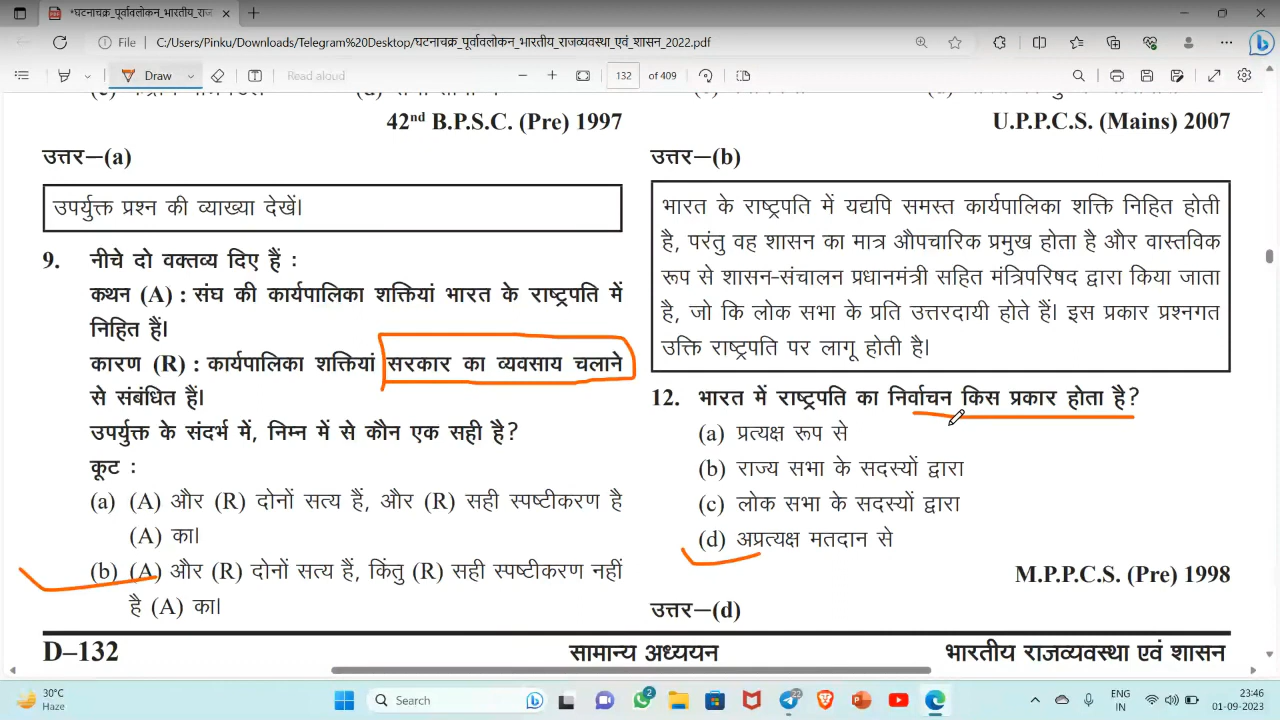 *घटनाचक्र_पूर्वावलोकन_भारतीय_राज
File
C:/Users/Pinku/Downloads/Telegram%20Desktop/घटनाचक्र_पूर्वावलोकन_भारतीय_राजव्यवस्था_एवं_शासन_2022.pdf
Draw
Read aloud
132 of 409
42nd B.P.S.C. (Pre) 1997
उत्तर—(a)
उपर्युक्त प्रश्न की व्याख्या देखें।
9. नीचे दो वक्तव्य दिए हैं :
कथन (A) : संघ की कार्यपालिका शक्तियां भारत के राष्ट्रपति में
निहित हैं।
कारण (R) : कार्यपालिका शक्तियां सरकार का व्यवसाय चलाने
से संबंधित हैं।
उपर्युक्त के संदर्भ में, निम्न में से कौन एक सही है?
कूट :
(a) (A) और (R) दोनों सत्य हैं, और (R) सही स्पष्टीकरण है
(A) का।
(b) (A) और (R) दोनों सत्य हैं, किंतु (R) सही स्पष्टीकरण नहीं
है (A) का।
U.P.P.C.S. (Mains) 2007
उत्तर—(b)
भारत के राष्ट्रपति में यद्यपि समस्त कार्यपालिका शक्ति निहित होती
है, परंतु वह शासन का मात्र औपचारिक प्रमुख होता है और वास्तविक
रूप से शासन-संचालन प्रधानमंत्री सहित मंत्रिपरिषद द्वारा किया जाता
है, जो कि लोक सभा के प्रति उत्तरदायी होते हैं। इस प्रकार प्रश्नगत
उक्ति राष्ट्रपति पर लागू होती है।
12. भारत में राष्ट्रपति का निर्वाचन किस प्रकार होता है?
(a) प्रत्यक्ष रूप से
(b) राज्य सभा के सदस्यों द्वारा
(c) लोक सभा के सदस्यों द्वारा
(d) अप्रत्यक्ष मतदान से
M.P.P.C.S. (Pre) 1998
उत्तर—(d)
D–132
सामान्य अध्ययन
भारतीय राजव्यवस्था एवं शासन
30°C
Haze
Search
2
22
ENG
IN
23:46
01-09-2023